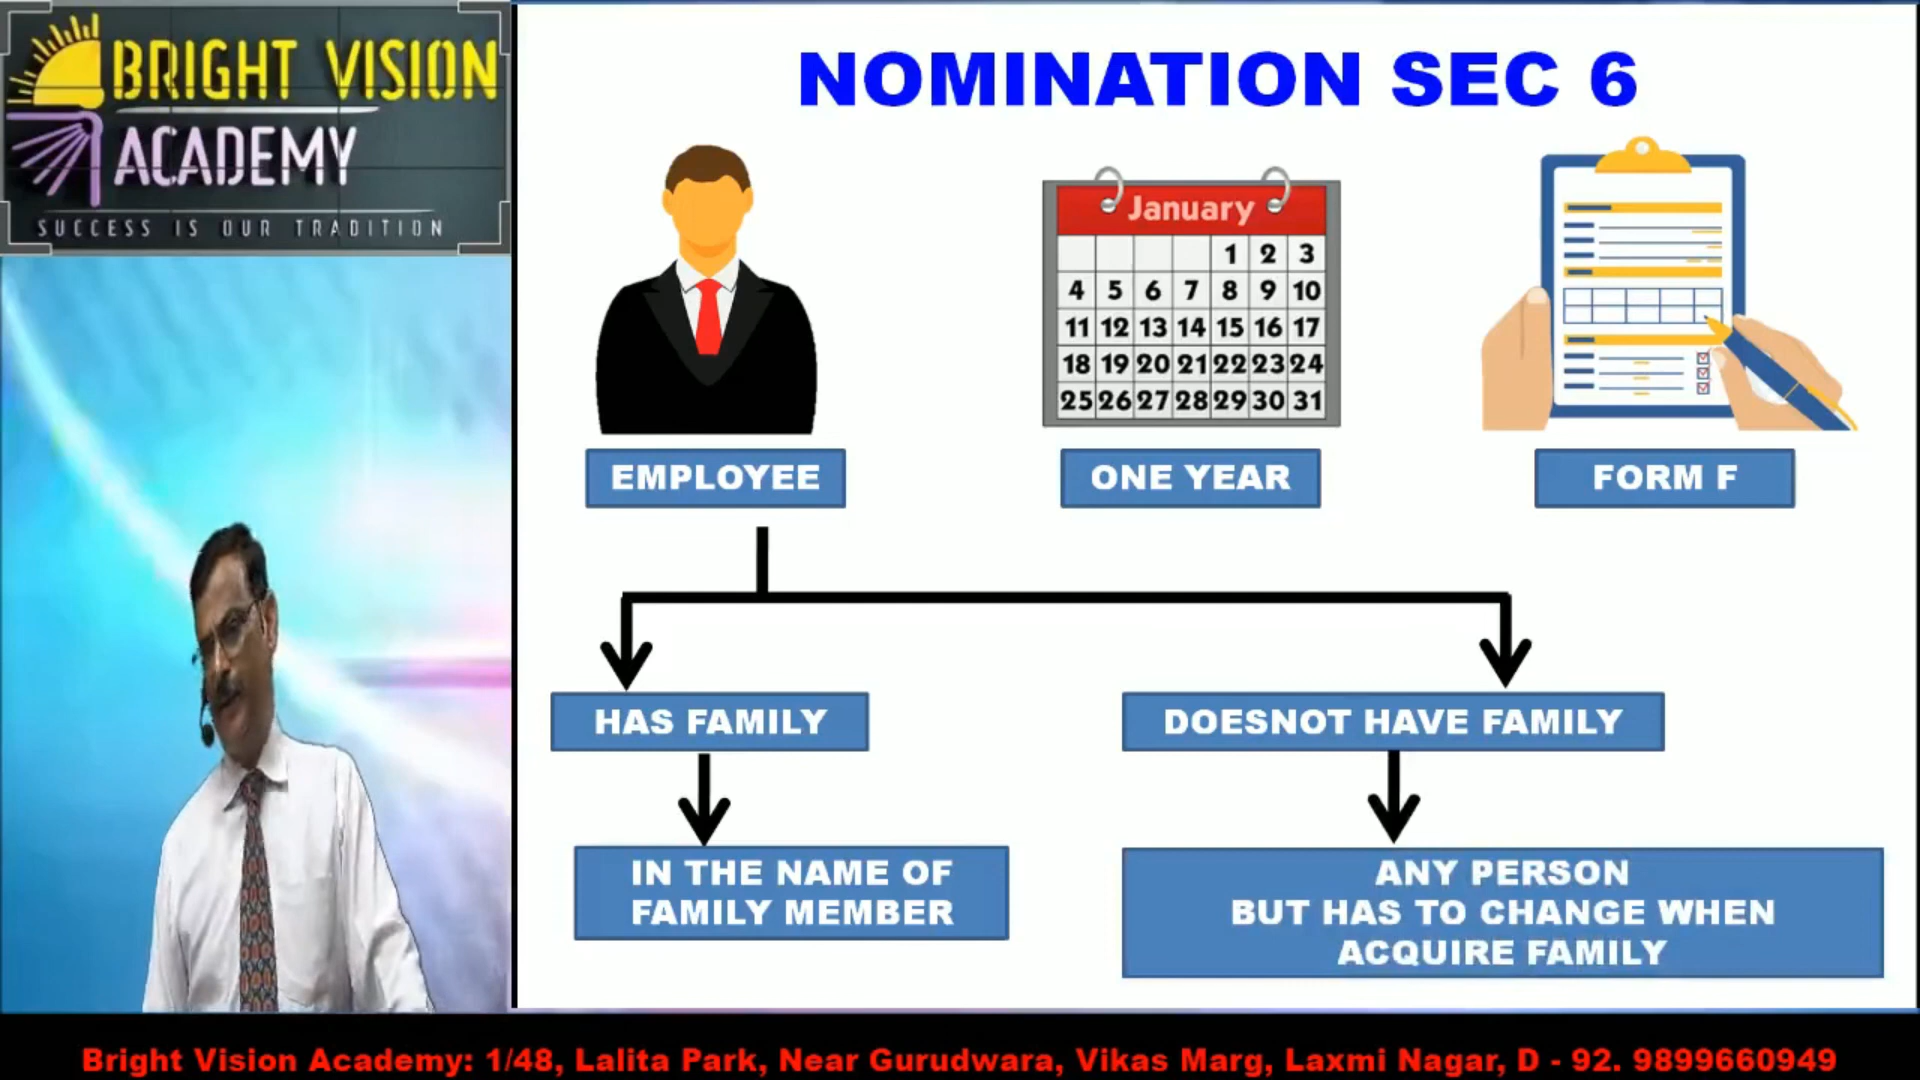 BRIGHT VISION
ACADEMY
SUCCESS IS OUR TRADITION
NOMINATION SEC 6
January
1 2 3
4 5 6 7 8 9 10
11 12 13 14 15 16 17
18 19 20 21 22 23 24
25 26 27 28 29 30 31
EMPLOYEE
ONE YEAR
FORM F
HAS FAMILY
DOESNOT HAVE FAMILY
IN THE NAME OF
FAMILY MEMBER
ANY PERSON
BUT HAS TO CHANGE WHEN
ACQUIRE FAMILY
Bright Vision Academy: 1/48, Lalita Park, Near Gurudwara, Vikas Marg, Laxmi Nagar, D - 92. 9899660949